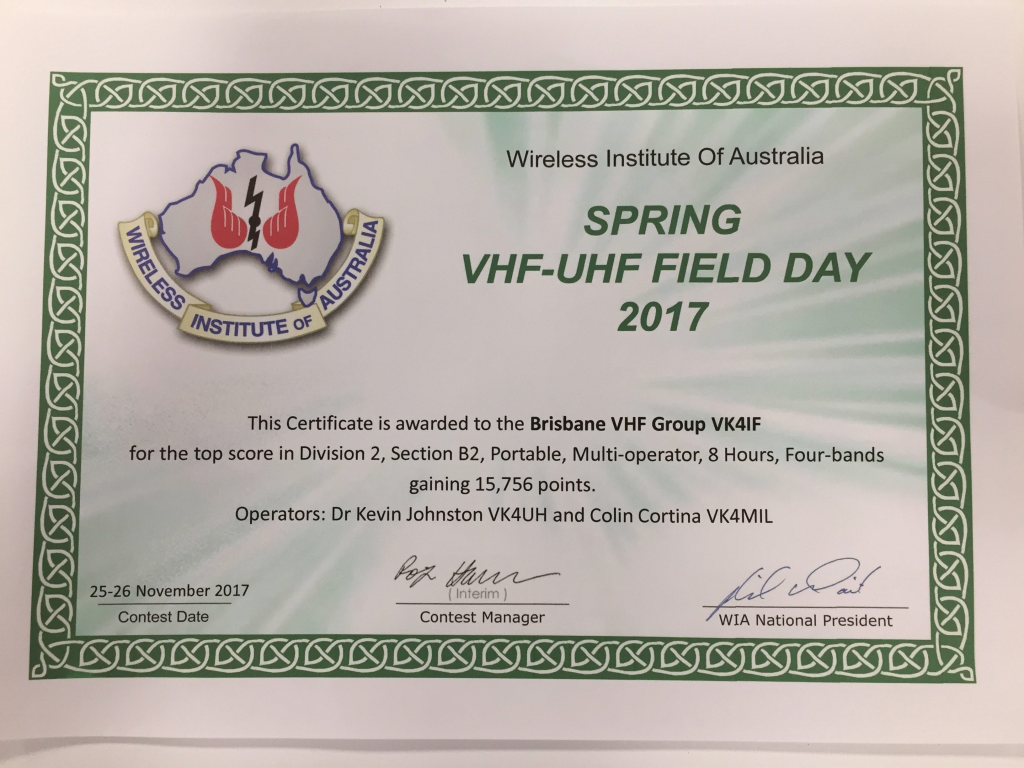 WIRELESS INSTITUTE OF AUSTRALIA
Wireless Institute Of Australia
SPRING
VHF-UHF FIELD DAY
2017
This Certificate is awarded to the Brisbane VHF Group VK4IF
for the top score in Division 2, Section B2, Portable, Multi-operator, 8 Hours, Four-bands
gaining 15,756 points.
Operators: Dr Kevin Johnston VK4UH and Colin Cortina VK4MIL
25-26 November 2017
Contest Date
( Interim )
Contest Manager
WIA National President